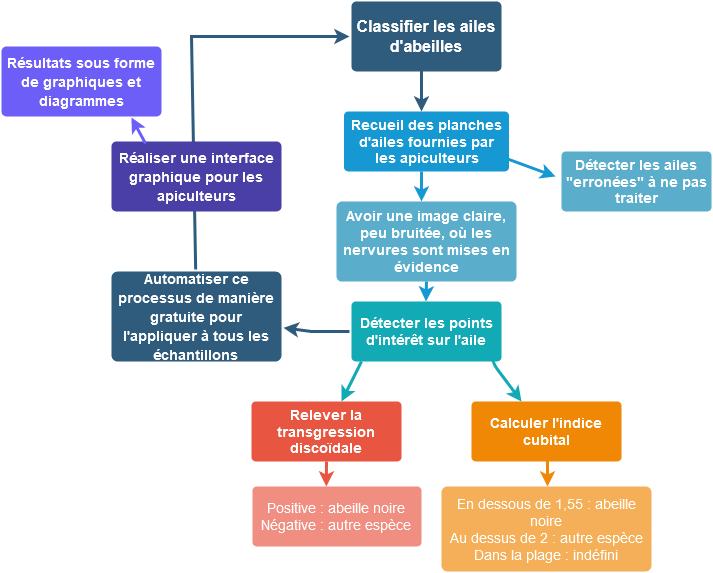 Classifier les ailes
d'abeilles
Résultats sous forme
de graphiques et
diagrammes
Recueil des planches
d'ailes fournies par
les apiculteurs
Réaliser une interface
graphique pour les
apiculteurs
Détecter les ailes
"erronées" à ne pas
traiter
Avoir une image claire,
peu bruitée, où les
nervures sont mises en
évidence
Automatiser ce
processus de manière
gratuite pour
l'appliquer à tous les
échantillons
Détecter les points
d'intérêt sur l'aile
Relever la
transgression
discoïdale
Calculer l'indice
cubital
Positive : abeille noire
Négative : autre espèce
En dessous de 1,55 : abeille
noire
Au dessus de 2 : autre espèce
Dans la plage : indéfini